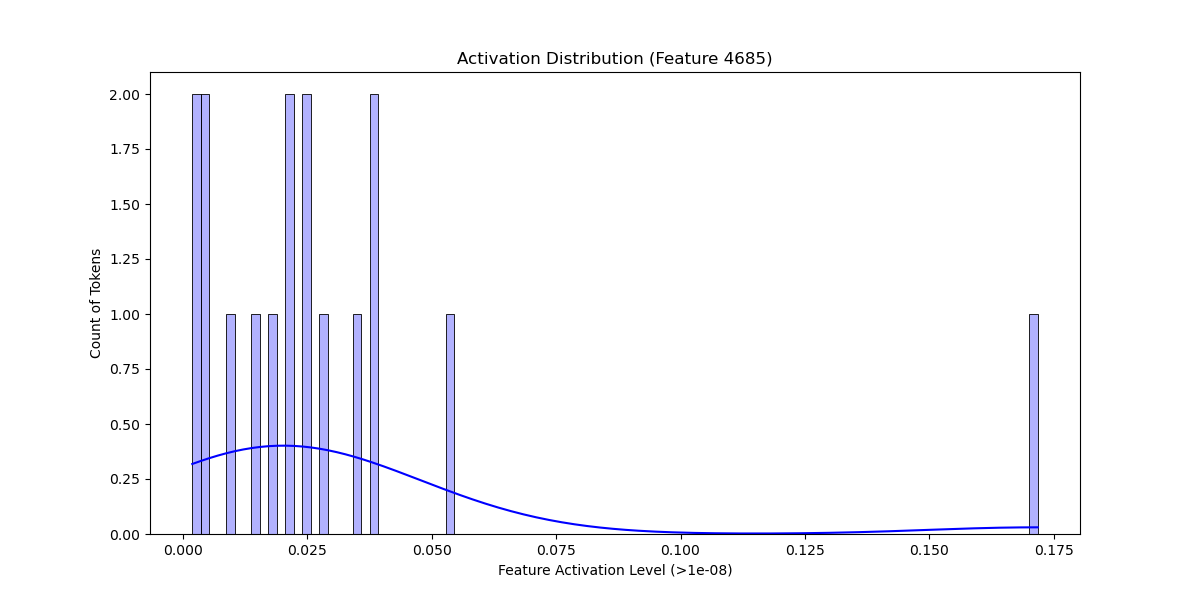 Activation Distribution (Feature 4685)
2.00
1.75
1.50
1.25
1.00
0.75
0.50
0.25
0.00
Count of Tokens
0.000 0.025 0.050 0.075 0.100 0.125 0.150 0.175
Feature Activation Level (>1e-08)